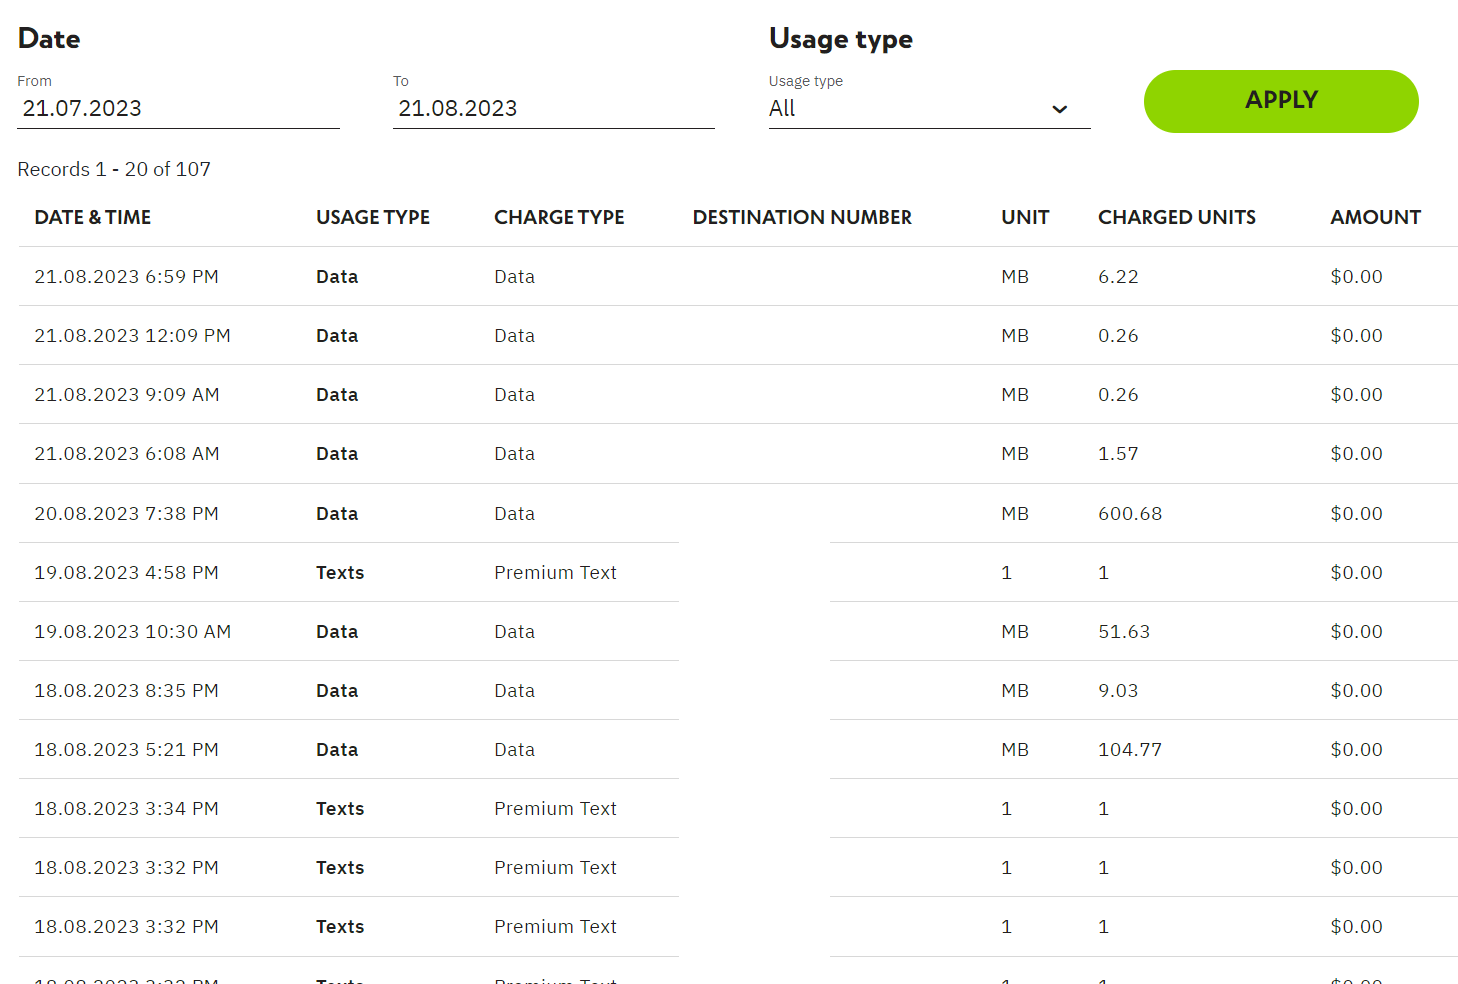 Date
Usage type
From
To
Usage type
21.07.2023
21.08.2023
All
APPLY
Records 1 - 20 of 107
DATE & TIME USAGE TYPE CHARGE TYPE DESTINATION NUMBER UNIT CHARGED UNITS AMOUNT
21.08.2023 6:59 PM Data Data MB 6.22 $0.00
21.08.2023 12:09 PM Data Data MB 0.26 $0.00
21.08.2023 9:09 AM Data Data MB 0.26 $0.00
21.08.2023 6:08 AM Data Data MB 1.57 $0.00
20.08.2023 7:38 PM Data Data MB 600.68 $0.00
19.08.2023 4:58 PM Texts Premium Text 1 1 $0.00
19.08.2023 10:30 AM Data Data MB 51.63 $0.00
18.08.2023 8:35 PM Data Data MB 9.03 $0.00
18.08.2023 5:21 PM Data Data MB 104.77 $0.00
18.08.2023 3:34 PM Texts Premium Text 1 1 $0.00
18.08.2023 3:32 PM Texts Premium Text 1 1 $0.00
18.08.2023 3:32 PM Texts Premium Text 1 1 $0.00